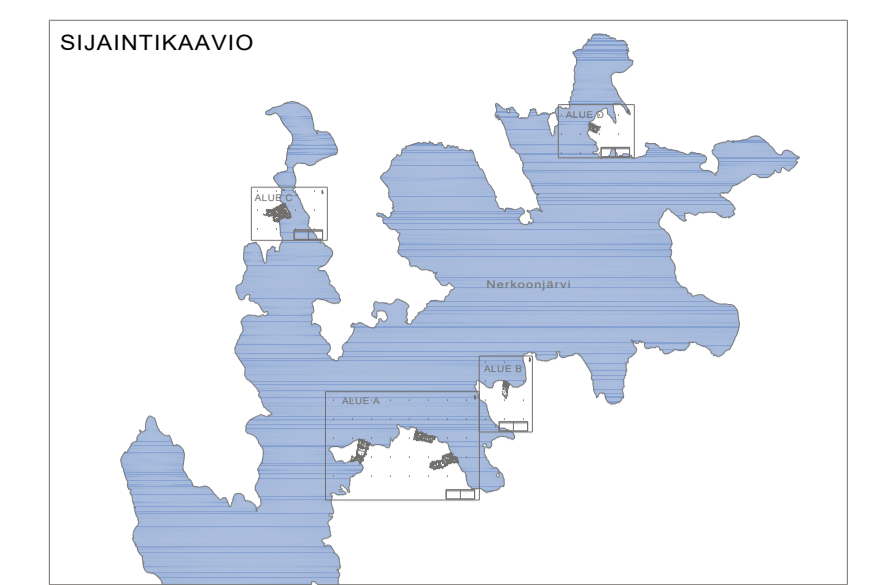 SIJAINTIKAAVIO
ALUE D
ALUE C
Nerkoonjärvi
ALUE B
ALUE A